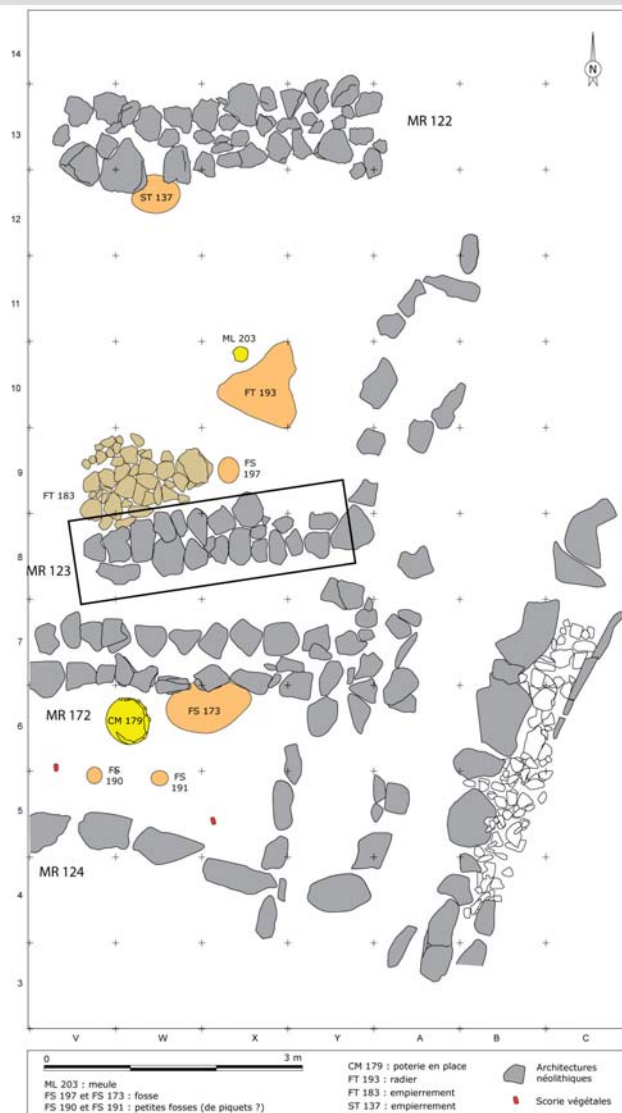 14
N
13
MR 122
12
ST 137
11
ML 203
10
FT 193
9
FS
197
FT 183
8
MR 123
7
MR 172
6
CM 179
FS 173
FS
190
FS
191
5
MR 124
4
3
V W X Y A B C
0 3 m
ML 203 : meule
FS 197 et FS 173 : fosse
FS 190 et FS 191 : petites fosses (de piquets ?)
CM 179 : poterie en place
FT 193 : radier
FT 183 : empierrement
ST 137 : empierrement
Architectures
néolithiques
Scorie végétales